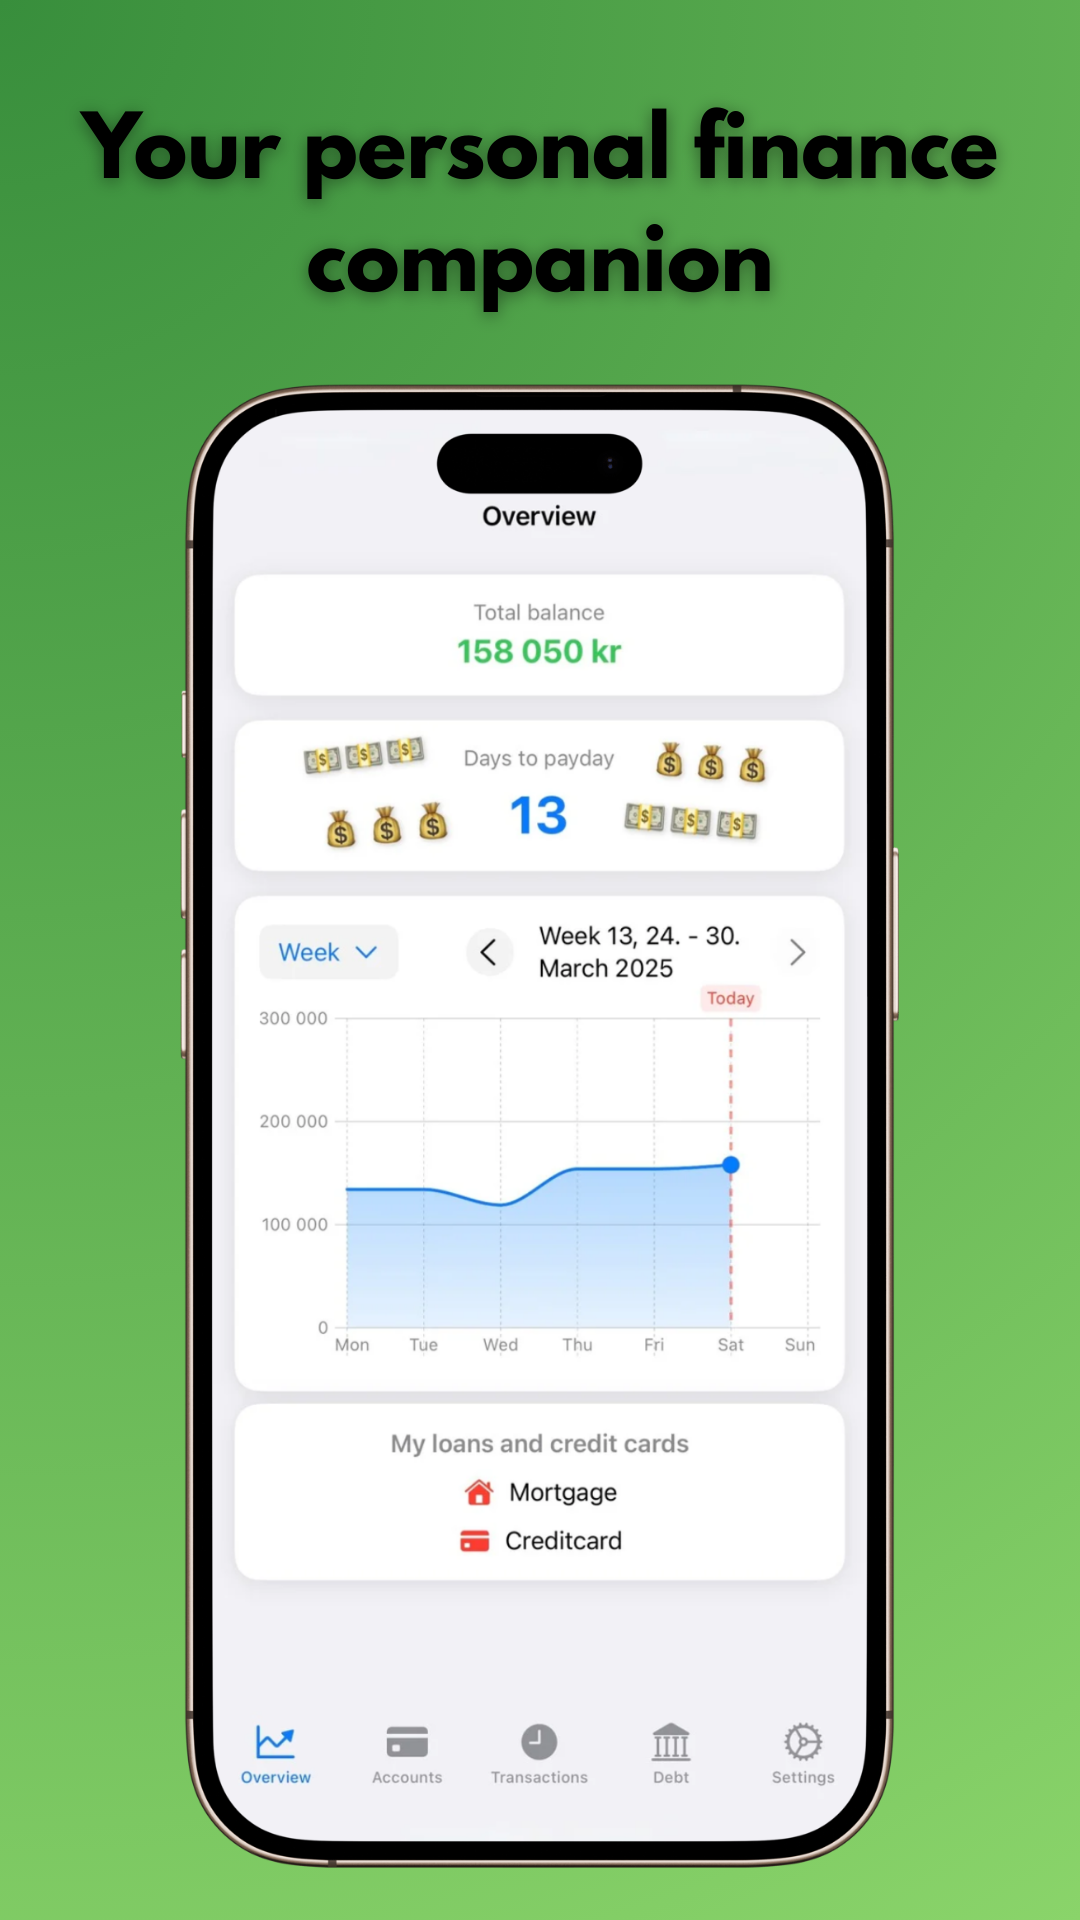 Your personal finance
companion
Overview
Total balance
158 050 kr
Days to payday
13
Week
Week 13, 24. - 30.
March 2025
Today
300 000
200 000
100 000
0
Mon Tue Wed Thu Fri Sat Sun
My loans and credit cards
Mortgage
Creditcard
Overview Accounts Transactions Debt Settings